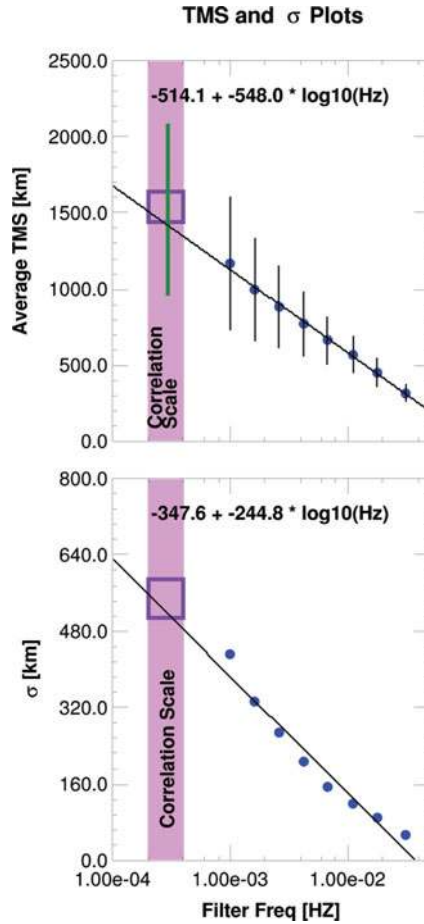 TMS and σ Plots
2500.0
-514.1 + -548.0 * log10(Hz)
2000.0
1500.0
1000.0
500.0
0.0
Average TMS [km]
Correlation
Scale
800.0
-347.6 + -244.8 * log10(Hz)
640.0
480.0
320.0
160.0
0.0
σ [km]
Correlation Scale
1.00e-04
1.00e-03
1.00e-02
Filter Freq [HZ]